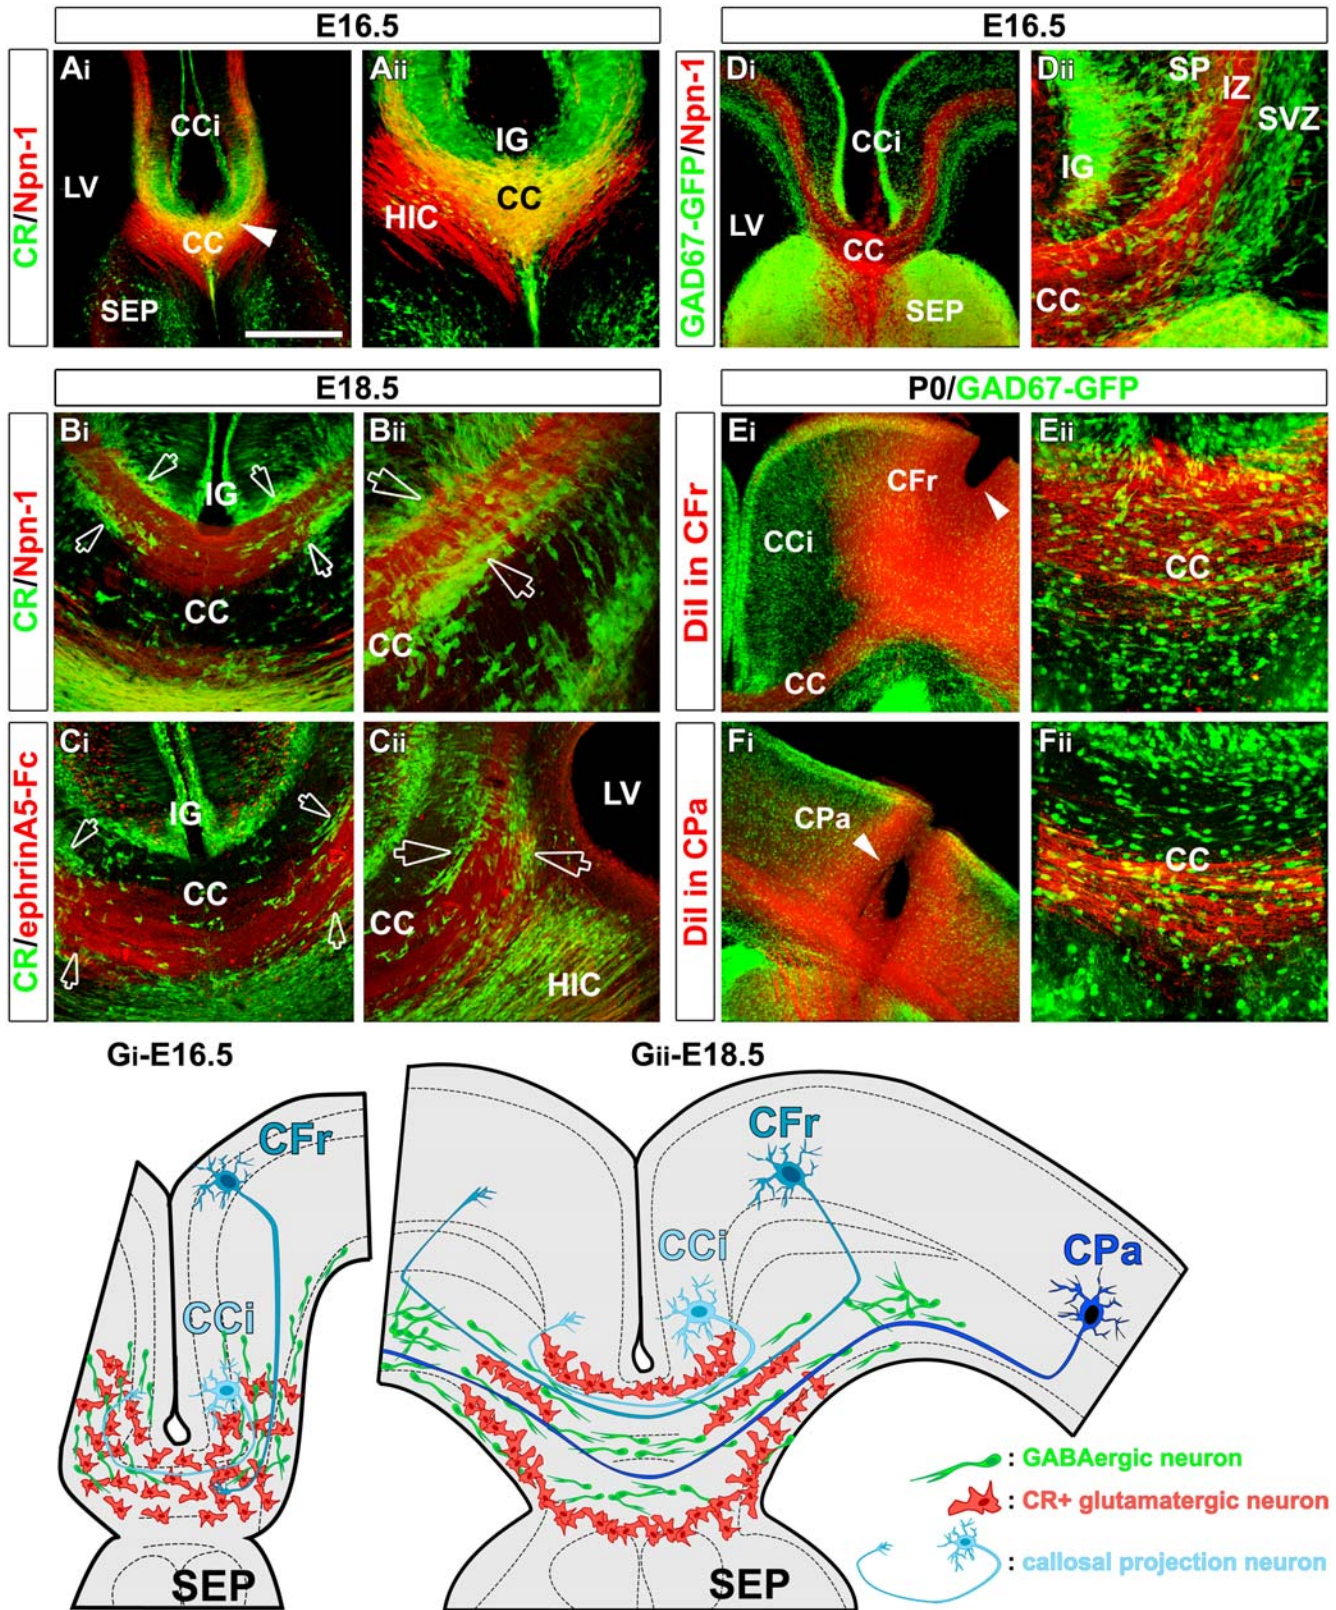 E16.5
E16.5
CR/Npn-1
Ai
CCi
LV
CC
SEP
Aii
IG
CC
HIC
GAD67-GFP/Npn-1
Di
CCi
LV
CC
SEP
Dii
SP
IZ
SVZ
IG
CC
E18.5
P0/GAD67-GFP
CR/Npn-1
Bi
IG
CC
Bii
CC
DiI in CFr
Ei
CFr
CCi
CC
Eii
CC
CR/ephrinA5-Fc
Ci
IG
CC
Cii
LV
CC
HIC
DiI in CPa
Fi
CPa
Fii
CC
Gi-E16.5
Gii-E18.5
CFr
CCi
SEP
CFr
CCi
CPa
SEP
: GABAergic neuron
: CR+ glutamatergic neuron
: callosal projection neuron